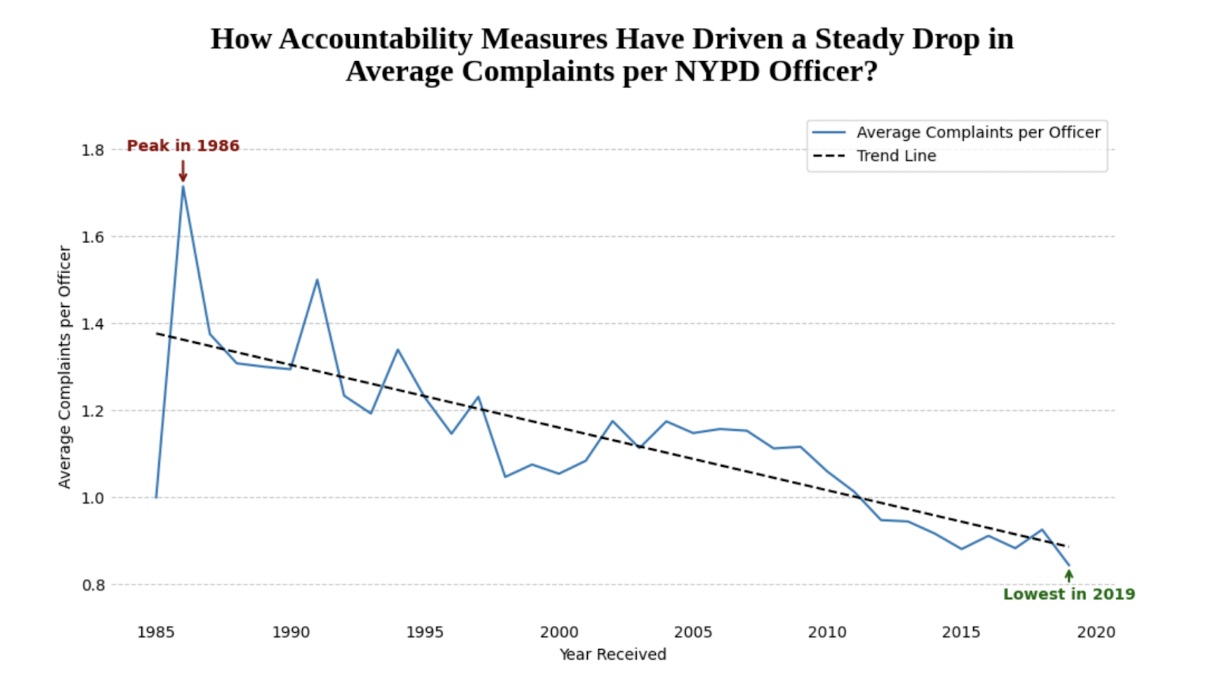 How Accountability Measures Have Driven a Steady Drop in
Average Complaints per NYPD Officer?
Peak in 1986
Average Complaints per Officer
Trend Line
1.8
1.6
1.4
1.2
1.0
0.8
Average Complaints per Officer
Lowest in 2019
1985 1990 1995 2000 2005 2010 2015 2020
Year Received